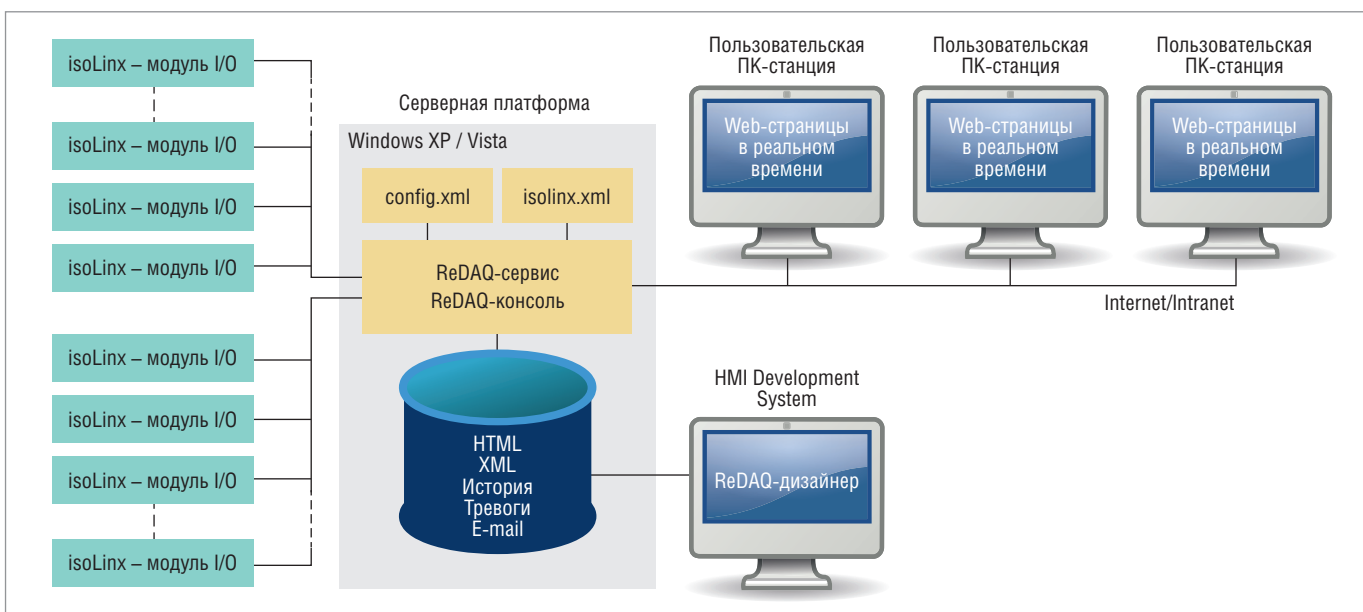 isoLinx – модуль I/O
isoLinx – модуль I/O
isoLinx – модуль I/O
isoLinx – модуль I/O
isoLinx – модуль I/O
isoLinx – модуль I/O
isoLinx – модуль I/O
isoLinx – модуль I/O
Серверная платформа
Windows XP / Vista
config.xml
isolinx.xml
ReDAQ-сервис
ReDAQ-консоль
HTML
XML
История
Тревоги
E-mail
Пользовательская
ПК-станция
Web-страницы
в реальном
времени
Пользовательская
ПК-станция
Web-страницы
в реальном
времени
Пользовательская
ПК-станция
Web-страницы
в реальном
времени
Internet/Intranet
HMI Development
System
ReDAQ-дизайнер